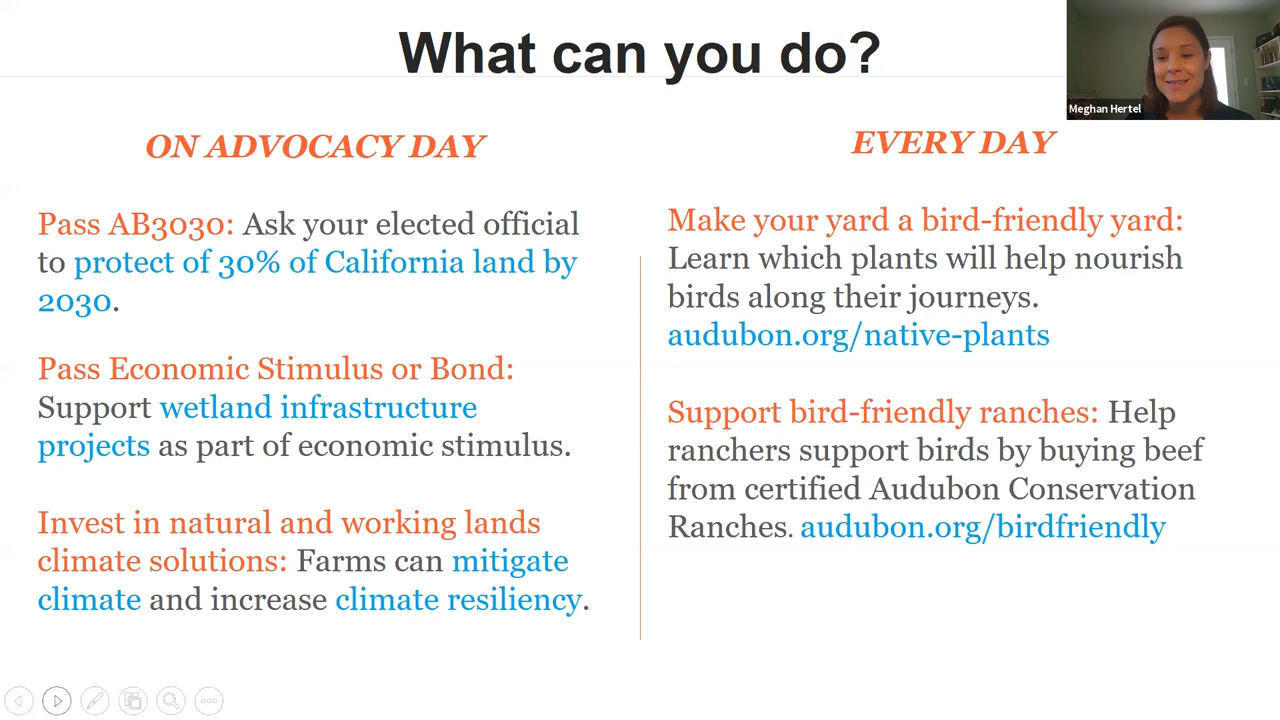 What can you do?
Meghan Hertel
ON ADVOCACY DAY
Pass AB3030: Ask your elected official
to protect of 30% of California land by
2030.
Pass Economic Stimulus or Bond:
Support wetland infrastructure
projects as part of economic stimulus.
Invest in natural and working lands
climate solutions: Farms can mitigate
climate and increase climate resiliency.
EVERY DAY
Make your yard a bird-friendly yard:
Learn which plants will help nourish
birds along their journeys.
audubon.org/native-plants
Support bird-friendly ranches: Help
ranchers support birds by buying beef
from certified Audubon Conservation
Ranches. audubon.org/birdfriendly